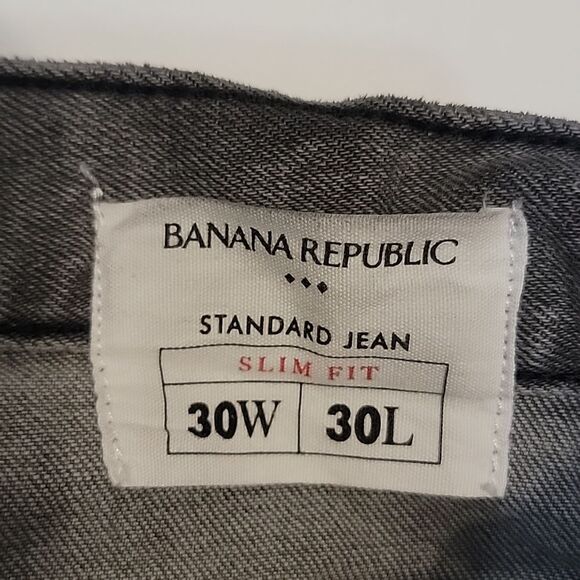 BANANA REPUBLIC
STANDARD JEAN
SLIM FIT
30W 30L